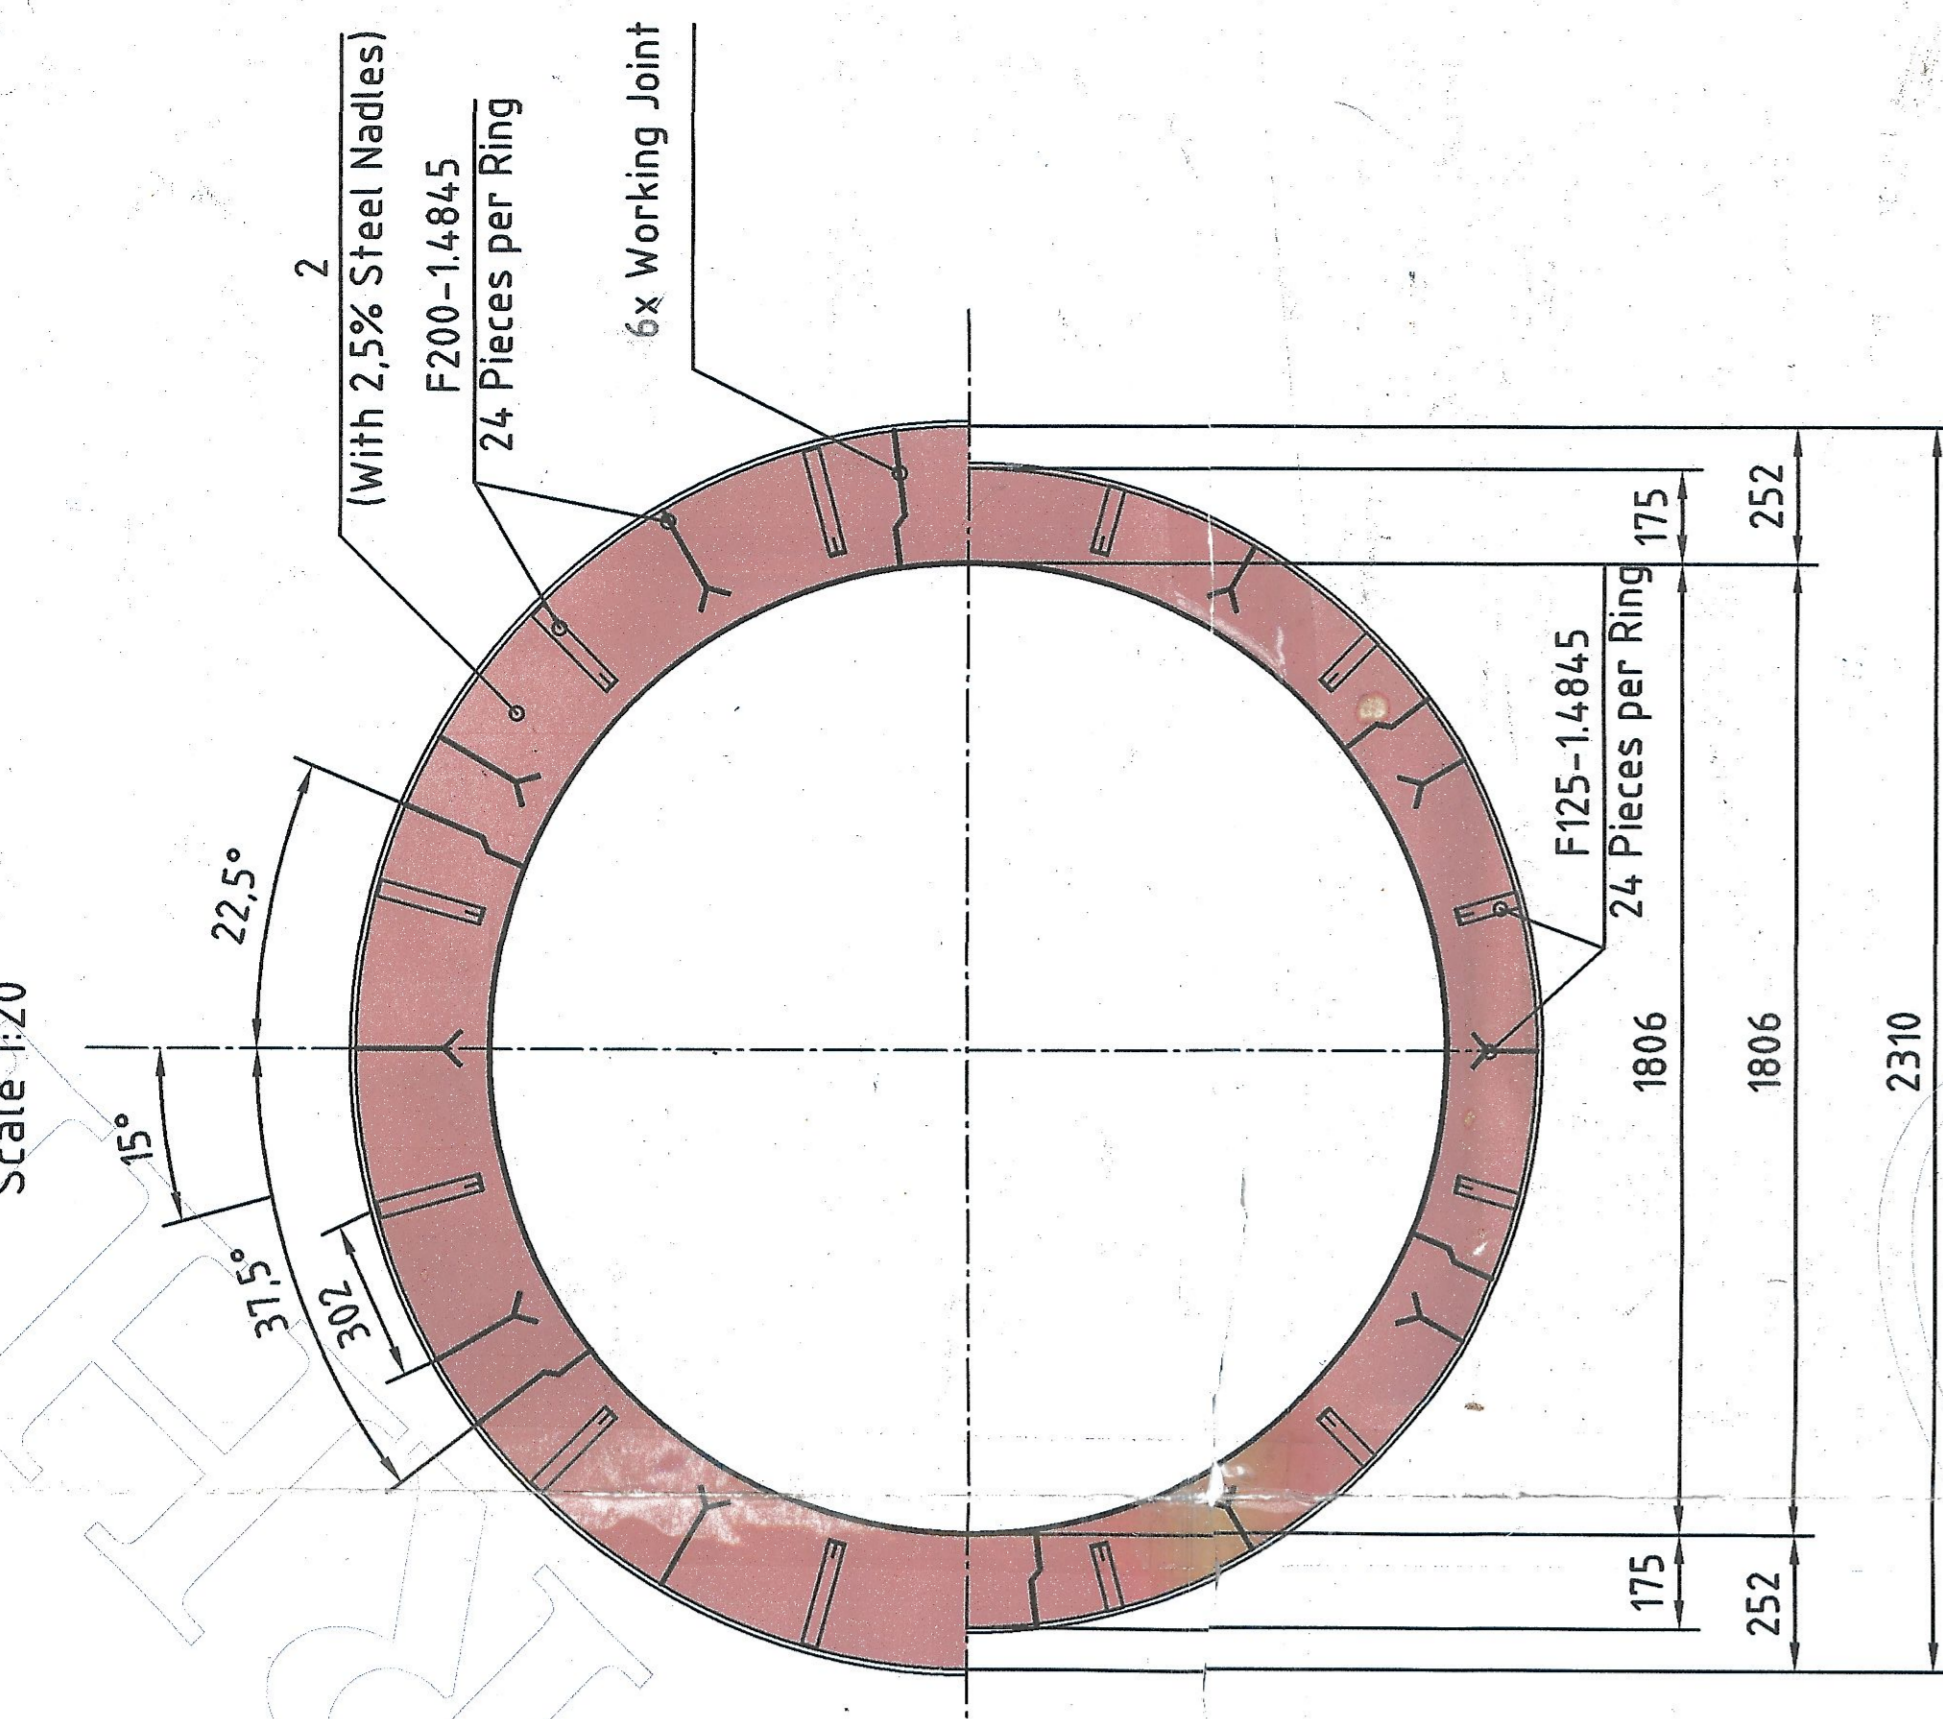 Scale 1:20
2
(With 2,5% Steel Nadles)
F200-1.4845
24 Pieces per Ring
6x Working Joint
22,5°
15°
37,5°
302
F125-1.4845
24 Pieces per Ring
175
1806
175
252
1806
252
2310